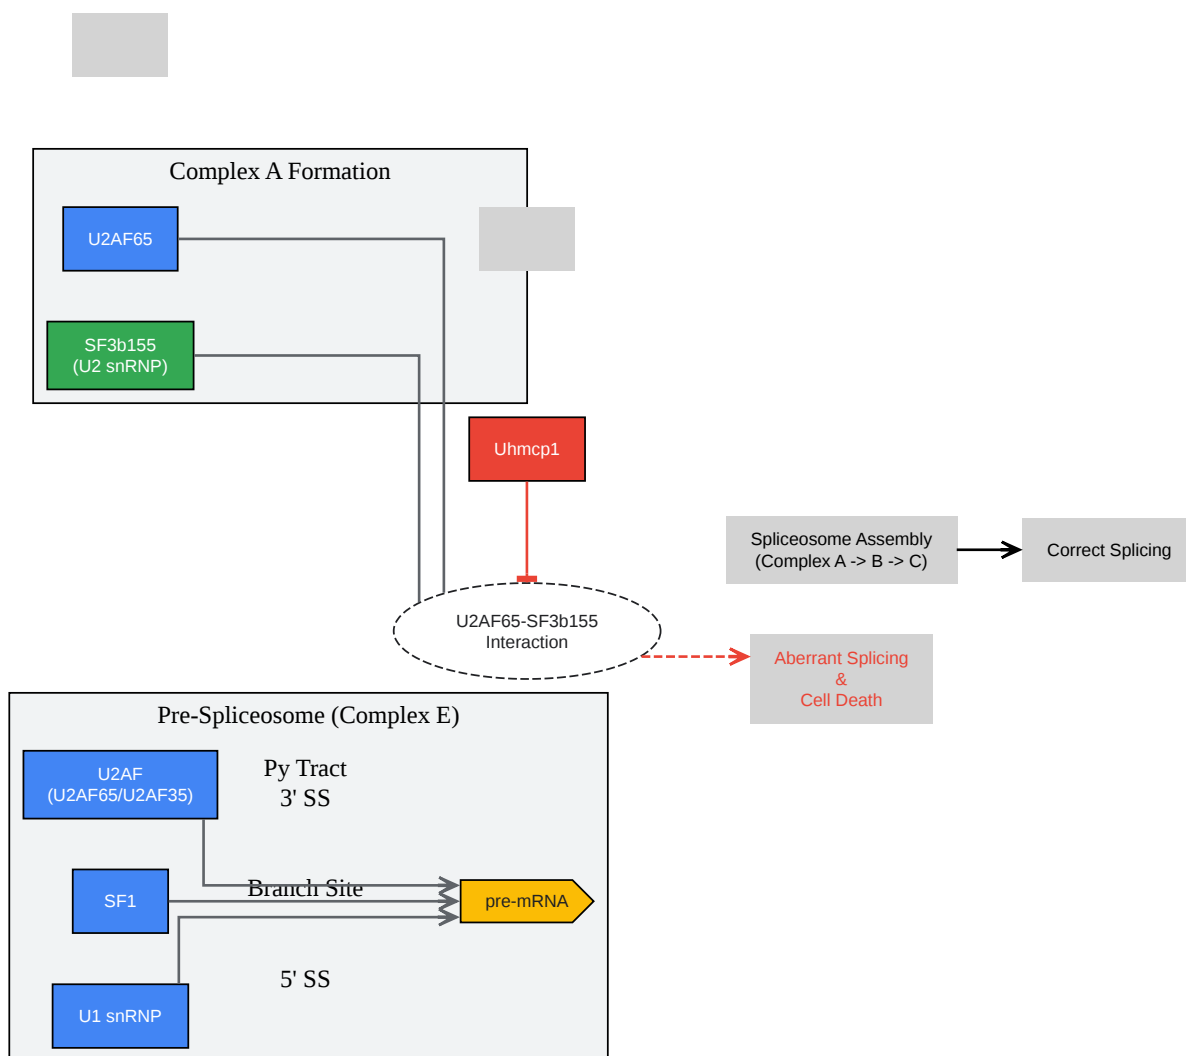 Complex A Formation
U2AF65
SF3b155
(U2 snRNP)
Uhmcp1
Spliceosome Assembly
(Complex A -> B -> C)
Correct Splicing
U2AF65-SF3b155
Interaction
Aberrant Splicing
&
Cell Death
Pre-Spliceosome (Complex E)
U2AF
(U2AF65/U2AF35)
Py Tract
3' SS
SF1
Branch Site
pre-mRNA
5' SS
U1 snRNP